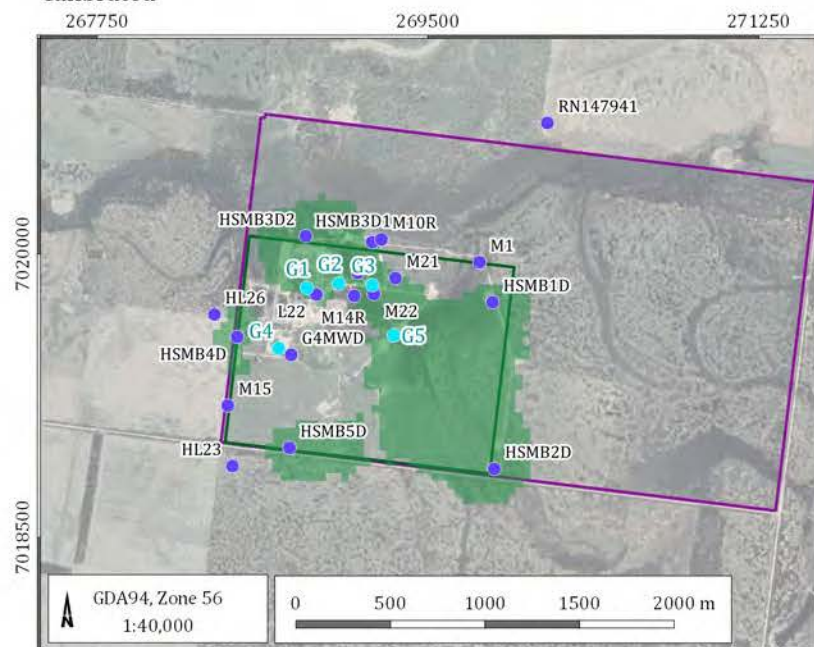 267750 269500 271250
RN147941
HSMB3D2 HSMB3D1 M10R
M1
7020000
G1 G2 G3 M21
HSMB1D
HL26 L22 M14R M22
G4 G4MWD G5
HSMB4D
M15
HSMB5D
HL23 HSMB2D
7018500
GDA94, Zone 56
1:40,000
0 500 1000 1500 2000 m